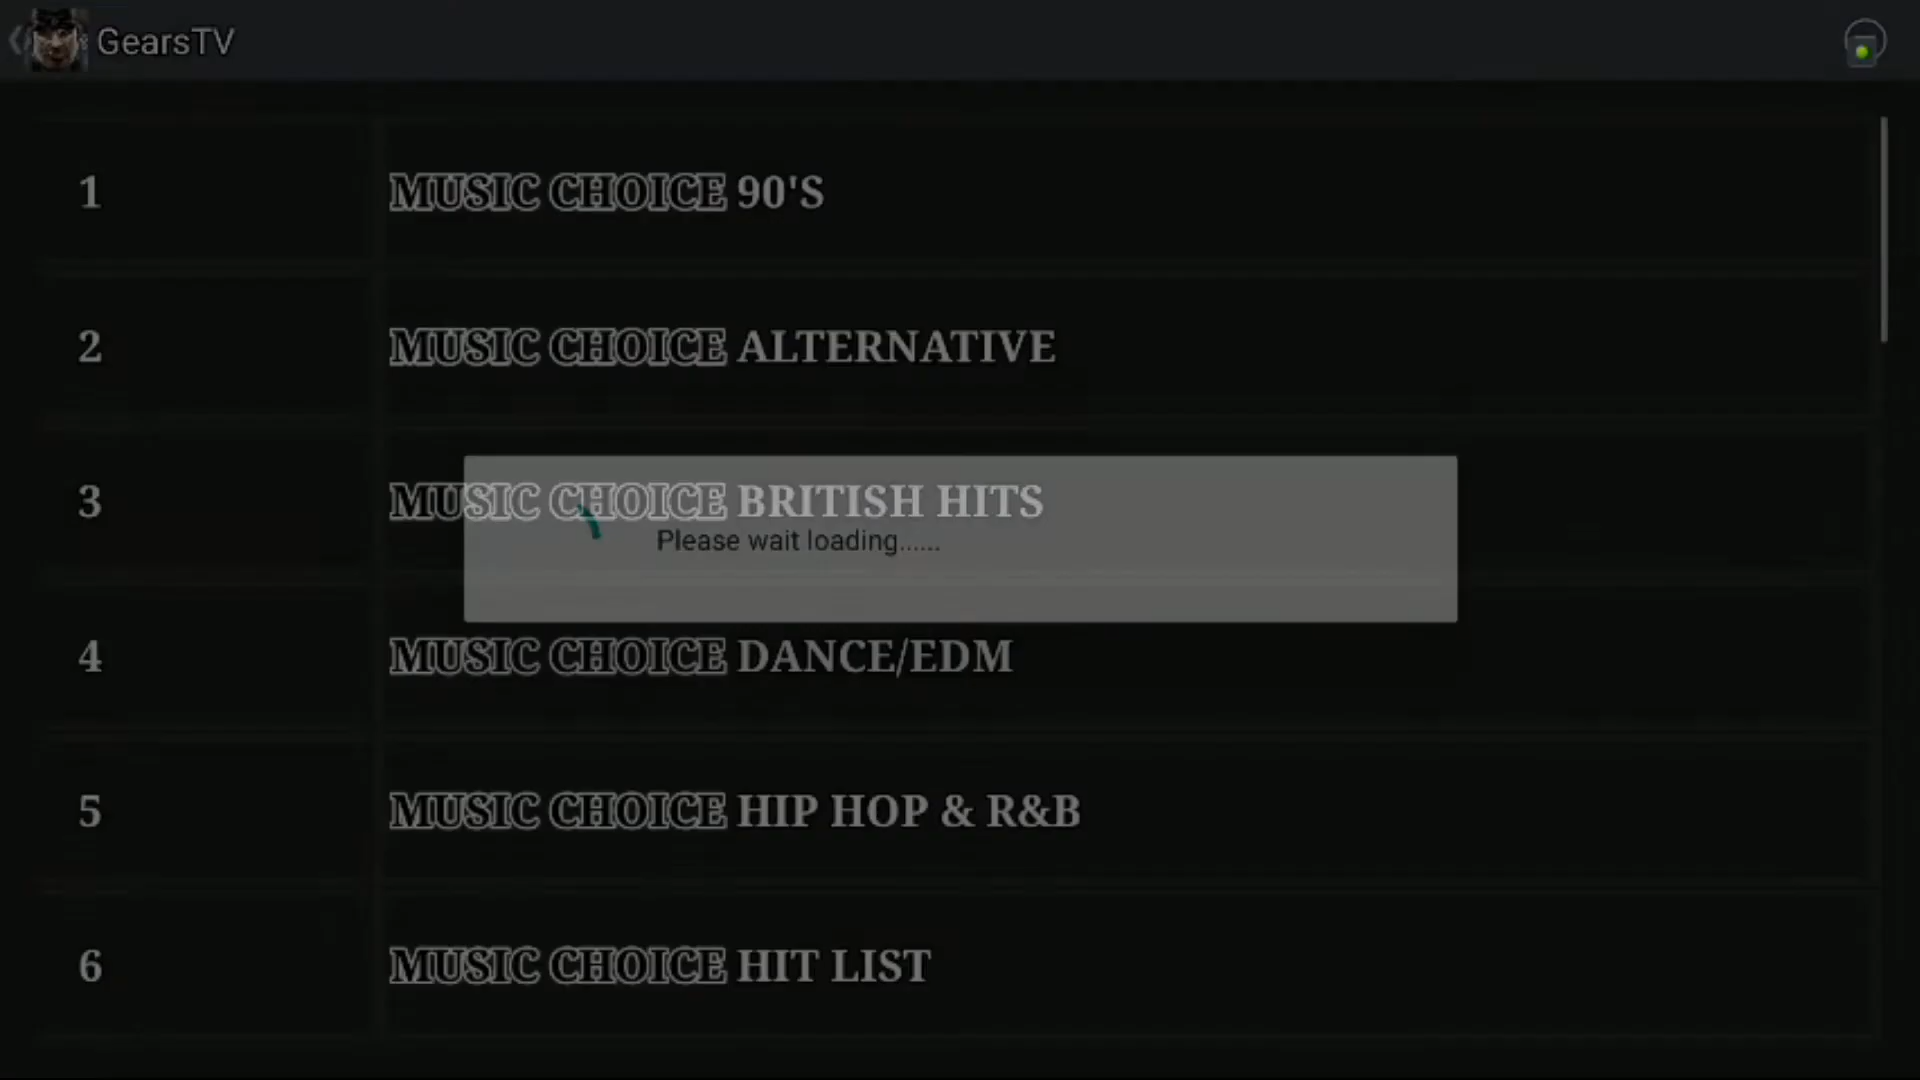 GearsTV
1 MUSIC CHOICE 90'S
2 MUSIC CHOICE ALTERNATIVE
3 MUSIC CHOICE BRITISH HITS
Please wait loading......
4 MUSIC CHOICE DANCE/EDM
5 MUSIC CHOICE HIP HOP & R&B
6 MUSIC CHOICE HIT LIST